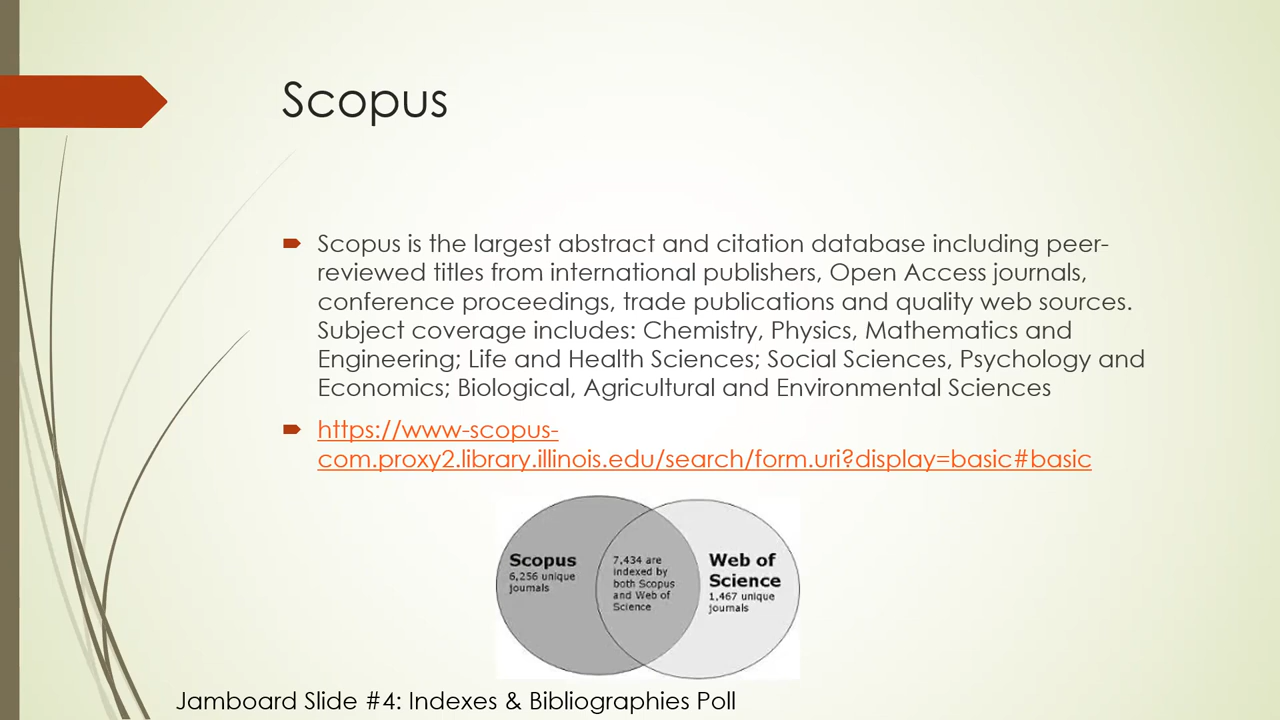 Scopus
Scopus is the largest abstract and citation database including peer-
reviewed titles from international publishers, Open Access journals,
conference proceedings, trade publications and quality web sources.
Subject coverage includes: Chemistry, Physics, Mathematics and
Engineering; Life and Health Sciences; Social Sciences, Psychology and
Economics; Biological, Agricultural and Environmental Sciences
https://www-scopus-
com.proxy2.library.illinois.edu/search/form.uri?display=basic#basic
Scopus
6,256 unique
journals
7,434 are
indexed by
both Scopus
and Web of
Science
Web of
Science
1,467 unique
journals
Jamboard Slide #4: Indexes & Bibliographies Poll